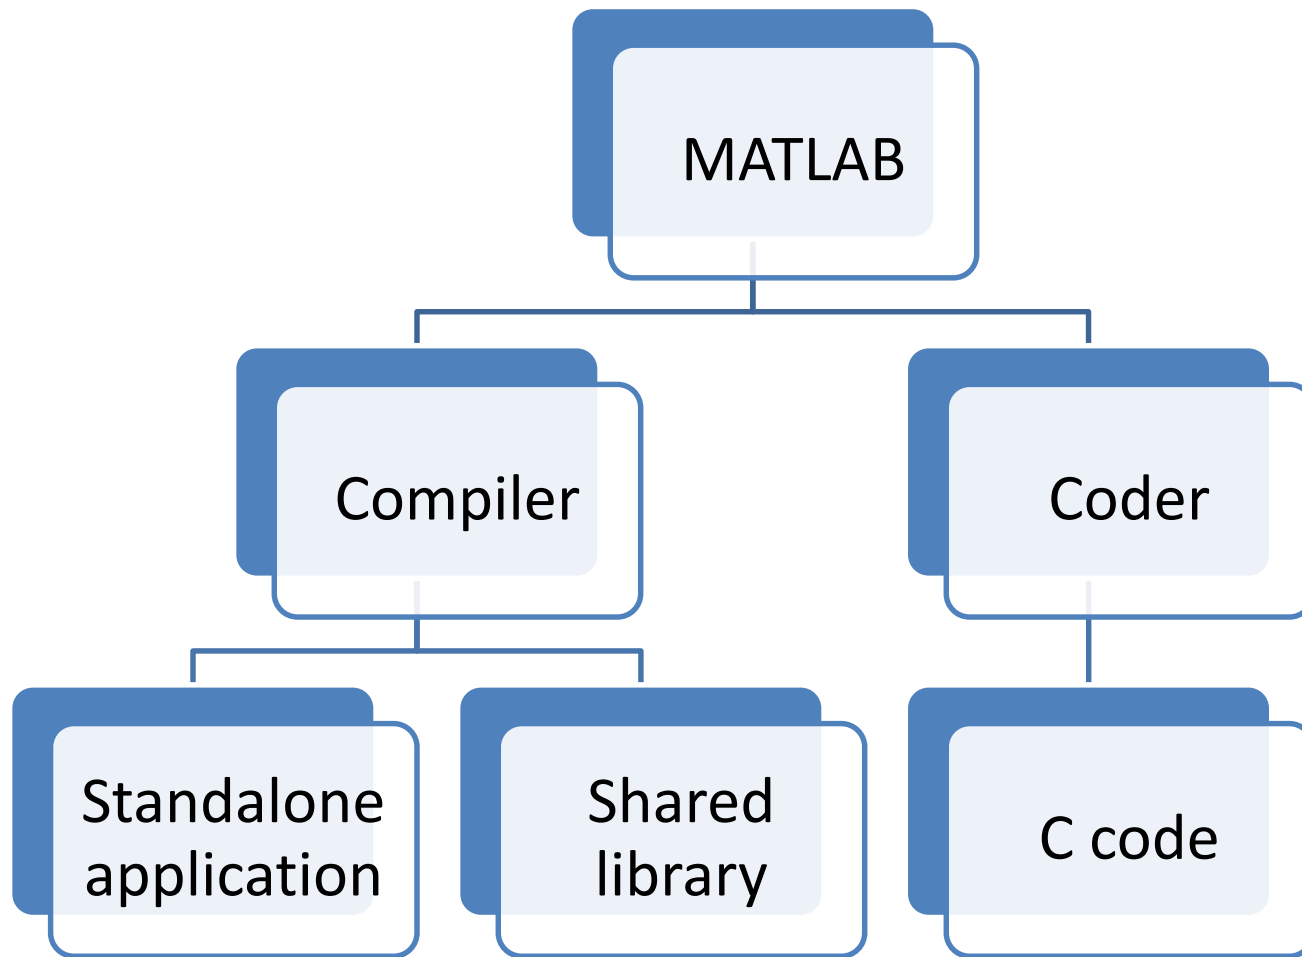 MATLAB
Compiler
Coder
Standalone
application
Shared
library
C code